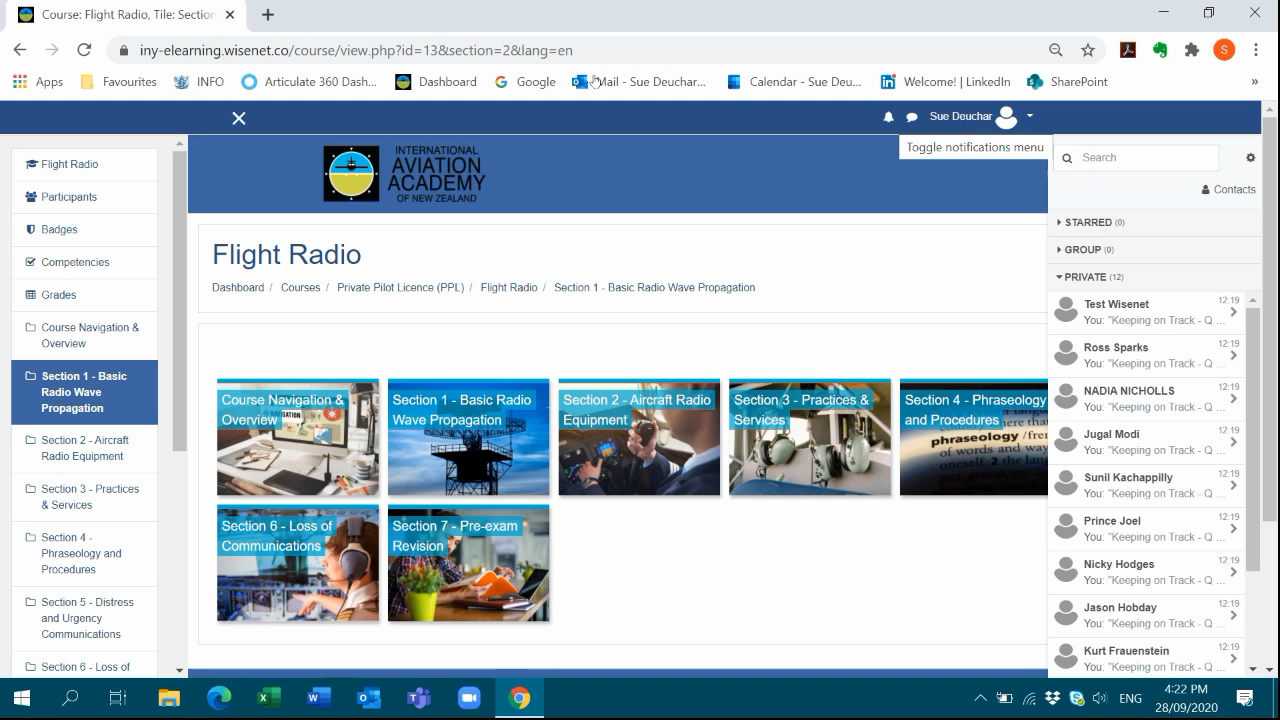 Course: Flight Radio, Tile: Section
iny-elearning.wisenet.co/course/view.php?id=13&section=2&lang=en
S
Apps
Favourites
INFO
Articulate 360 Dash...
Dashboard
Google
Mail - Sue Deuchar...
Calendar - Sue Deu...
Welcome! | LinkedIn
SharePoint
»
Sue Deuchar
Toggle notifications menu
Flight Radio
Participants
Badges
Competencies
Grades
Course Navigation &
Overview
Section 1 - Basic
Radio Wave
Propagation
Section 2 - Aircraft
Radio Equipment
Section 3 - Practices
& Services
Section 4 -
Phraseology and
Procedures
Section 5 - Distress
and Urgency
Communications
Section 6 - Loss of
INTERNATIONAL
AVIATION
ACADEMY
OF NEW ZEALAND
Flight Radio
Dashboard / Courses / Private Pilot Licence (PPL) / Flight Radio / Section 1 - Basic Radio Wave Propagation
Course Navigation &
Overview
Section 1 - Basic Radio
Wave Propagation
Section 2 - Aircraft Radio
Equipment
Section 3 - Practices &
Services
Section 4 - Phraseology
and Procedures
phraseology
Section 6 - Loss of
Communications
Section 7 - Pre-exam
Revision
Search
Contacts
STARRED (0)
GROUP (0)
PRIVATE (12)
Test Wisenet 12:19
You: "Keeping on Track - Q ...
Ross Sparks 12:19
You: "Keeping on Track - Q ...
NADIA NICHOLLS 12:19
You: "Keeping on Track - Q ...
Jugal Modi 12:19
You: "Keeping on Track - Q ...
Sunil Kachappilly 12:19
You: "Keeping on Track - Q ...
Prince Joel 12:19
You: "Keeping on Track - Q ...
Nicky Hodges 12:19
You: "Keeping on Track - Q ...
Jason Hobday 12:19
You: "Keeping on Track - Q ...
Kurt Frauenstein 12:19
You: "Keeping on Track - Q ...
ENG
4:22 PM
28/09/2020